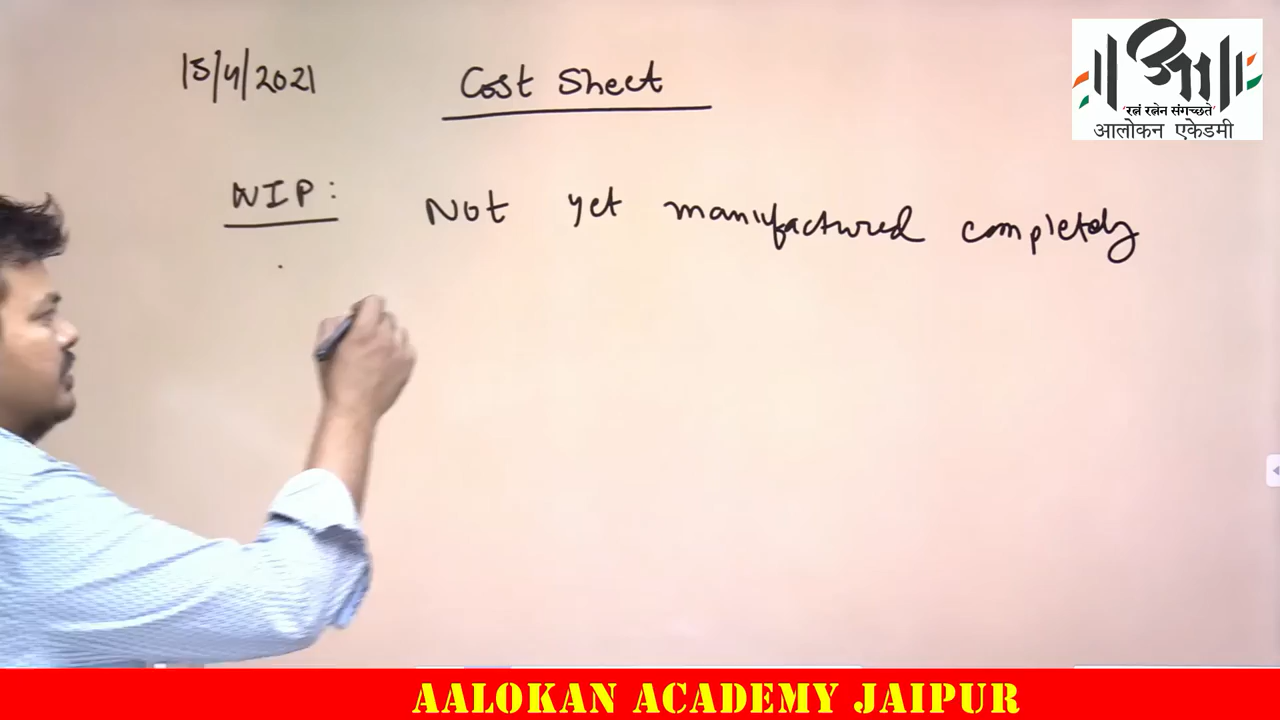 15/4/2021 Cost Sheet
'रत्नं रत्नेन संगच्छते'
आलोकन एकेडमी
WIP: Not yet manufactured completely
AALOKAN ACADEMY JAIPUR